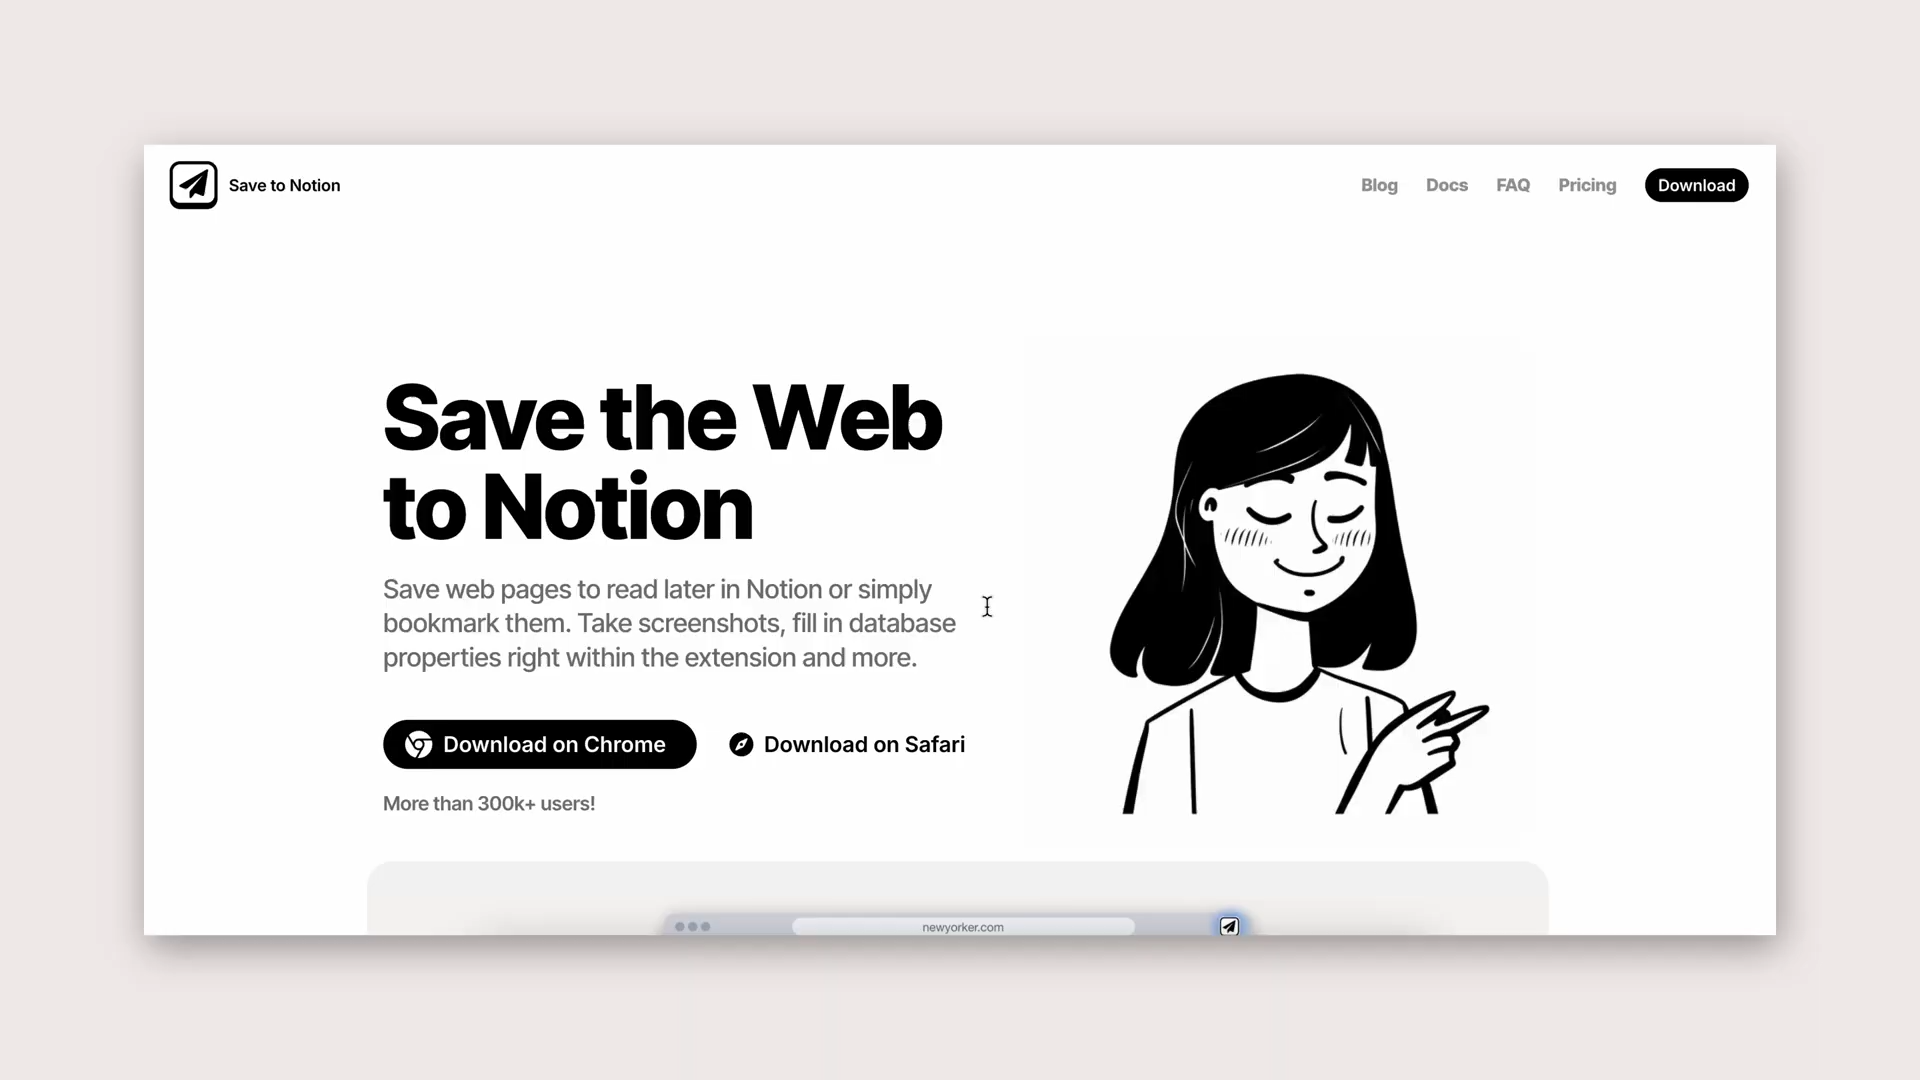 Save to Notion
Blog
Docs
FAQ
Pricing
Download
Save the Web
to Notion
Save web pages to read later in Notion or simply
bookmark them. Take screenshots, fill in database
properties right within the extension and more.
Download on Chrome
Download on Safari
More than 300k+ users!
newyorker.com